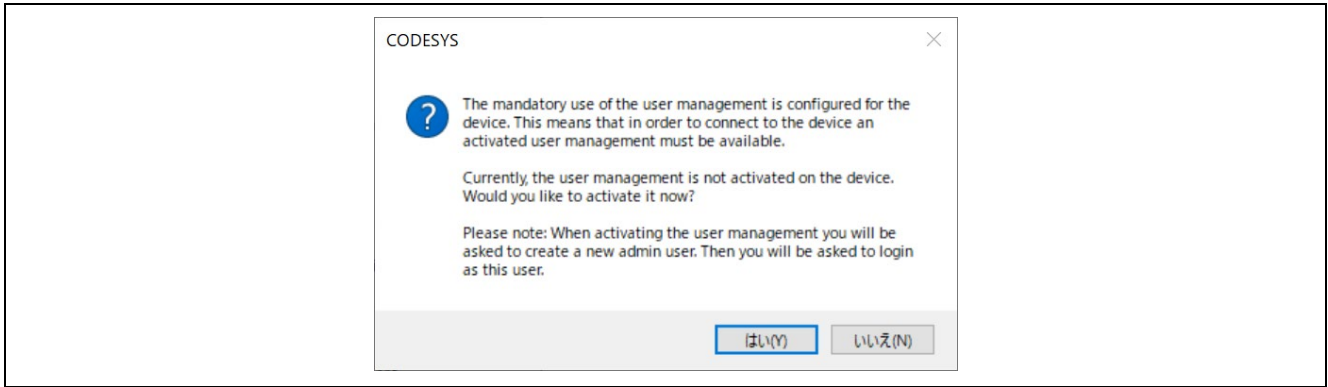 CODESYS
The mandatory use of the user management is configured for the
device. This means that in order to connect to the device an
activated user management must be available.
Currently, the user management is not activated on the device.
Would you like to activate it now?
Please note: When activating the user management you will be
asked to create a new admin user. Then you will be asked to login
as this user.
はい(Y)
いいえ(N)